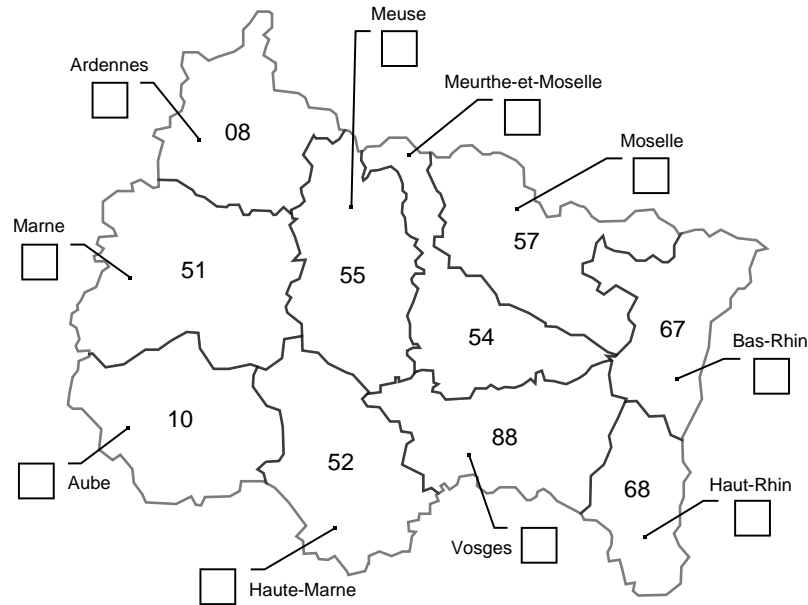 Meuse
Ardennes
Meurthe-et-Moselle
08
Moselle
Marne
57
51
55
67
54
Bas-Rhin
10
88
52
Aube
68
Haut-Rhin
Vosges
Haute-Marne